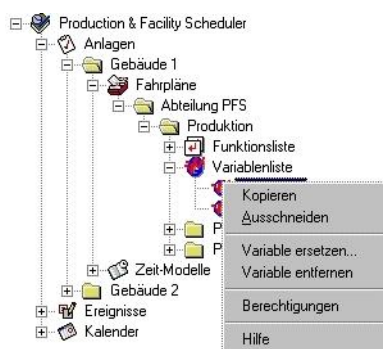 Production & Facility Scheduler
Anlagen
Gebäude 1
Fahrpläne
Abteilung PFS
Produktion
Funktionsliste
Variablenliste
Kopieren
Ausschneiden
P
Variable ersetzen...
P
Variable entfernen
Zeit-Modelle
Gebäude 2
Berechtigungen
Ereignisse
Kalender
Hilfe